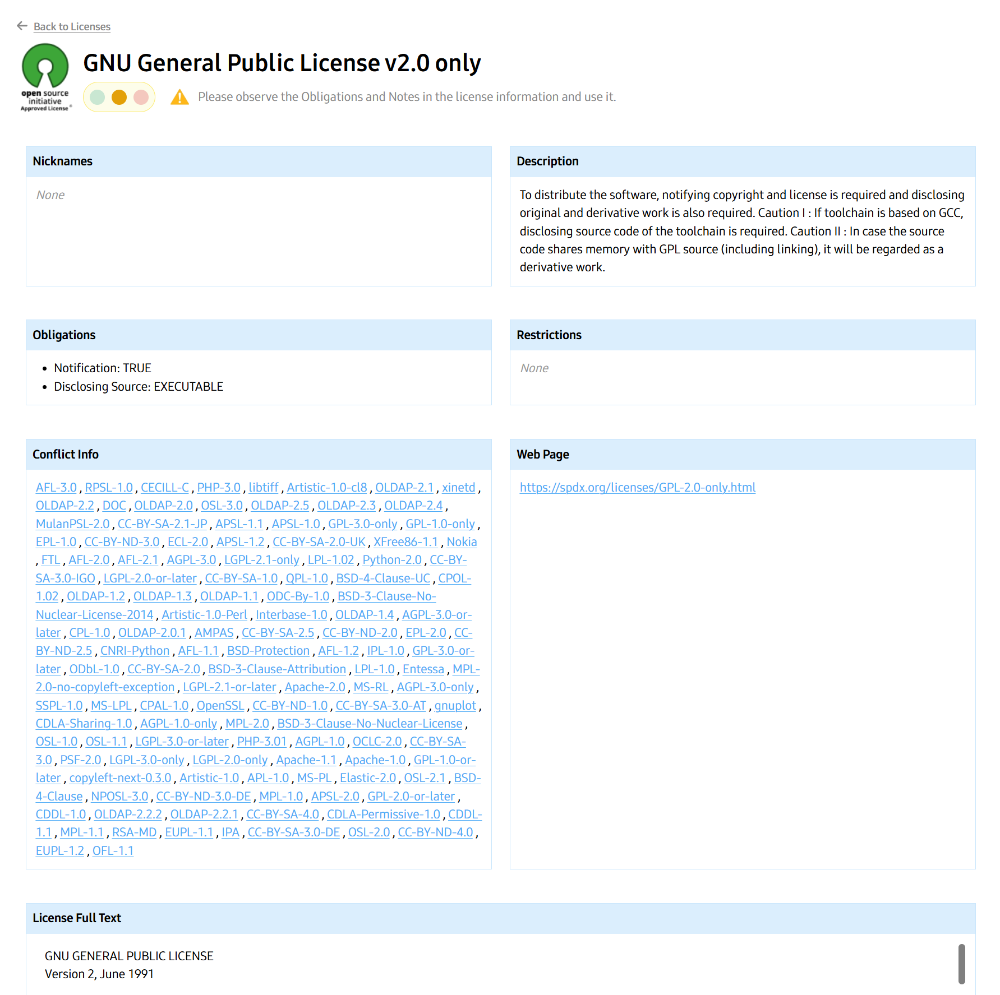 Back to Licenses
open source
initiative
Approved License ®
GNU General Public License v2.0 only
Please observe the Obligations and Notes in the license information and use it.
Nicknames
None
Description
To distribute the software, notifying copyright and license is required and disclosing
original and derivative work is also required. Caution I : If toolchain is based on GCC,
disclosing source code of the toolchain is required. Caution II : In case the source
code shares memory with GPL source (including linking), it will be regarded as a
derivative work.
Obligations
• Notification: TRUE
• Disclosing Source: EXECUTABLE
Restrictions
None
Conflict Info
AFL-3.0 , RPSL-1.0 , CECILL-C , PHP-3.0 , libtiff , Artistic-1.0-cl8 , OLDAP-2.1 , xinetd ,
OLDAP-2.2 , DOC , OLDAP-2.0 , OSL-3.0 , OLDAP-2.5 , OLDAP-2.3 , OLDAP-2.4 ,
MulanPSL-2.0 , CC-BY-SA-2.1-JP , APSL-1.1 , APSL-1.0 , GPL-3.0-only , GPL-1.0-only ,
EPL-1.0 , CC-BY-ND-3.0 , ECL-2.0 , APSL-1.2 , CC-BY-SA-2.0-UK , XFree86-1.1 , Nokia
, FTL , AFL-2.0 , AFL-2.1 , AGPL-3.0 , LGPL-2.1-only , LPL-1.02 , Python-2.0 , CC-BY-
SA-3.0-IGO , LGPL-2.0-or-later , CC-BY-SA-1.0 , QPL-1.0 , BSD-4-Clause-UC , CPOL-
1.02 , OLDAP-1.2 , OLDAP-1.3 , OLDAP-1.1 , ODC-By-1.0 , BSD-3-Clause-No-
Nuclear-License-2014 , Artistic-1.0-Perl , Interbase-1.0 , OLDAP-1.4 , AGPL-3.0-or-
later , CPL-1.0 , OLDAP-2.0.1 , AMPAS , CC-BY-SA-2.5 , CC-BY-ND-2.0 , EPL-2.0 , CC-
BY-ND-2.5 , CNRI-Python , AFL-1.1 , BSD-Protection , AFL-1.2 , IPL-1.0 , GPL-3.0-or-
later , ODbL-1.0 , CC-BY-SA-2.0 , BSD-3-Clause-Attribution , LPL-1.0 , Entessa , MPL-
2.0-no-copyleft-exception , LGPL-2.1-or-later , Apache-2.0 , MS-RL , AGPL-3.0-only ,
SSPL-1.0 , MS-LPL , CPAL-1.0 , OpenSSL , CC-BY-ND-1.0 , CC-BY-SA-3.0-AT , gnuplot ,
CDLA-Sharing-1.0 , AGPL-1.0-only , MPL-2.0 , BSD-3-Clause-No-Nuclear-License ,
OSL-1.0 , OSL-1.1 , LGPL-3.0-or-later , PHP-3.01 , AGPL-1.0 , OCLC-2.0 , CC-BY-SA-
3.0 , PSF-2.0 , LGPL-3.0-only , LGPL-2.0-only , Apache-1.1 , Apache-1.0 , GPL-1.0-or-
later , copyleft-next-0.3.0 , Artistic-1.0 , APL-1.0 , MS-PL , Elastic-2.0 , OSL-2.1 , BSD-
4-Clause , NPOSL-3.0 , CC-BY-ND-3.0-DE , MPL-1.0 , APSL-2.0 , GPL-2.0-or-later ,
CDDL-1.0 , OLDAP-2.2.2 , OLDAP-2.2.1 , CC-BY-SA-4.0 , CDLA-Permissive-1.0 , CDDL-
1.1 , MPL-1.1 , RSA-MD , EUPL-1.1 , IPA , CC-BY-SA-3.0-DE , OSL-2.0 , CC-BY-ND-4.0 ,
EUPL-1.2 , OFL-1.1
Web Page
https://spdx.org/licenses/GPL-2.0-only.html
License Full Text
GNU GENERAL PUBLIC LICENSE
Version 2, June 1991